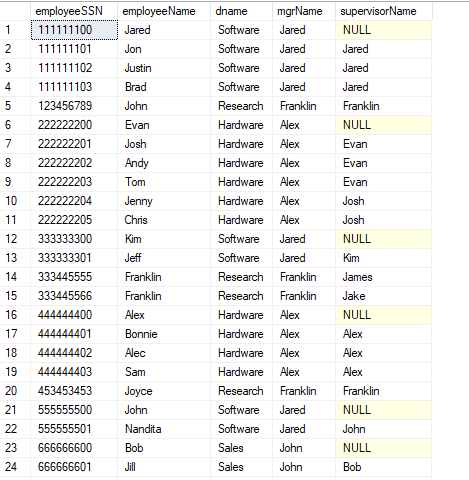 employeeSSN employeeName dname mgrName supervisorName
1 111111100 Jared Software Jared NULL
2 111111101 Jon Software Jared Jared
3 111111102 Justin Software Jared Jared
4 111111103 Brad Software Jared Jared
5 123456789 John Research Franklin Franklin
6 222222200 Evan Hardware Alex NULL
7 222222201 Josh Hardware Alex Evan
8 222222202 Andy Hardware Alex Evan
9 222222203 Tom Hardware Alex Evan
10 222222204 Jenny Hardware Alex Josh
11 222222205 Chris Hardware Alex Josh
12 333333300 Kim Software Jared NULL
13 333333301 Jeff Software Jared Kim
14 333445555 Franklin Research Franklin James
15 333445566 Franklin Research Franklin Jake
16 444444400 Alex Hardware Alex NULL
17 444444401 Bonnie Hardware Alex Alex
18 444444402 Alec Hardware Alex Alex
19 444444403 Sam Hardware Alex Alex
20 453453453 Joyce Research Franklin Franklin
21 555555500 John Software Jared NULL
22 555555501 Nandita Software Jared John
23 666666600 Bob Sales John NULL
24 666666601 Jill Sales John Bob